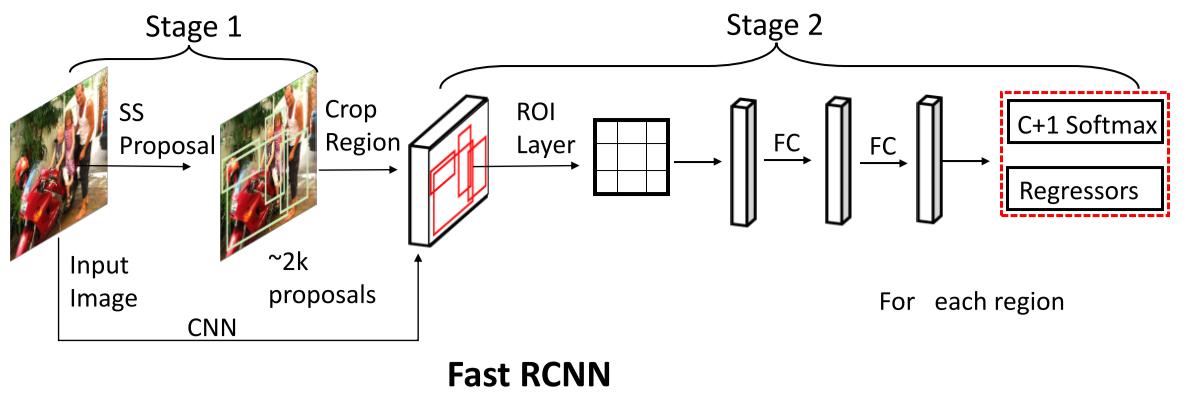 Stage 1
Stage 2
SS
Proposal
Crop
Region
ROI
Layer
FC
FC
C+1 Softmax
Regressors
Input
Image
~2k
proposals
CNN
For each region
Fast RCNN